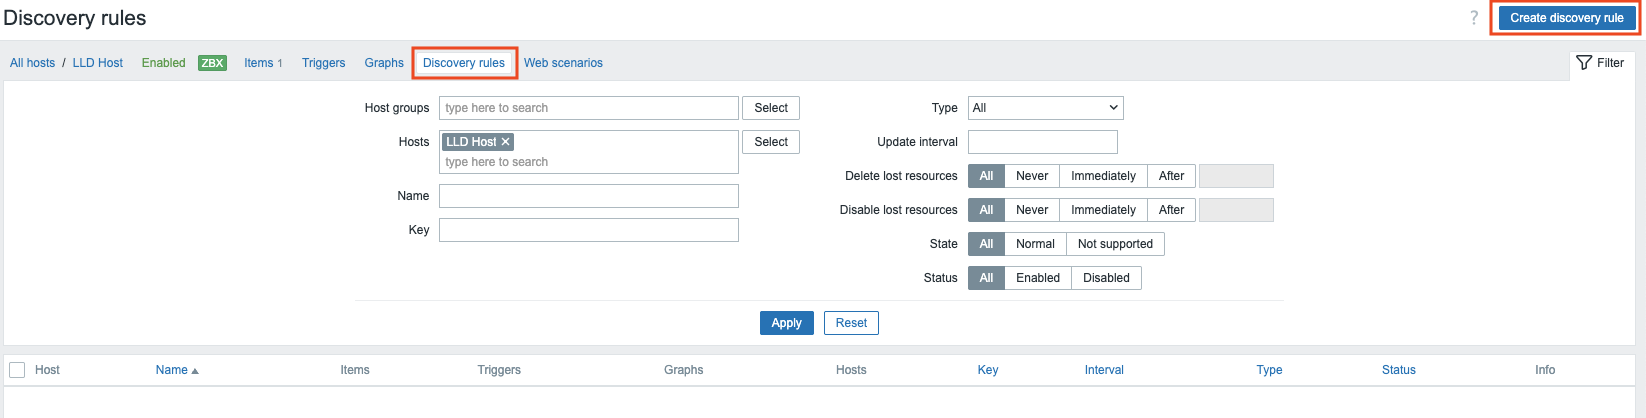 Discovery rules
? Create discovery rule
All hosts / LLD Host Enabled ZBX Items 1 Triggers Graphs Discovery rules Web scenarios
Filter
Host groups type here to search Select
Hosts LLD Host Select
type here to search
Name
Key
Type All
Update interval
Delete lost resources All Never Immediately After
Disable lost resources All Never Immediately After
State All Normal Not supported
Status All Enabled Disabled
Apply Reset
Host Name Items Triggers Graphs Hosts Key Interval Type Status Info